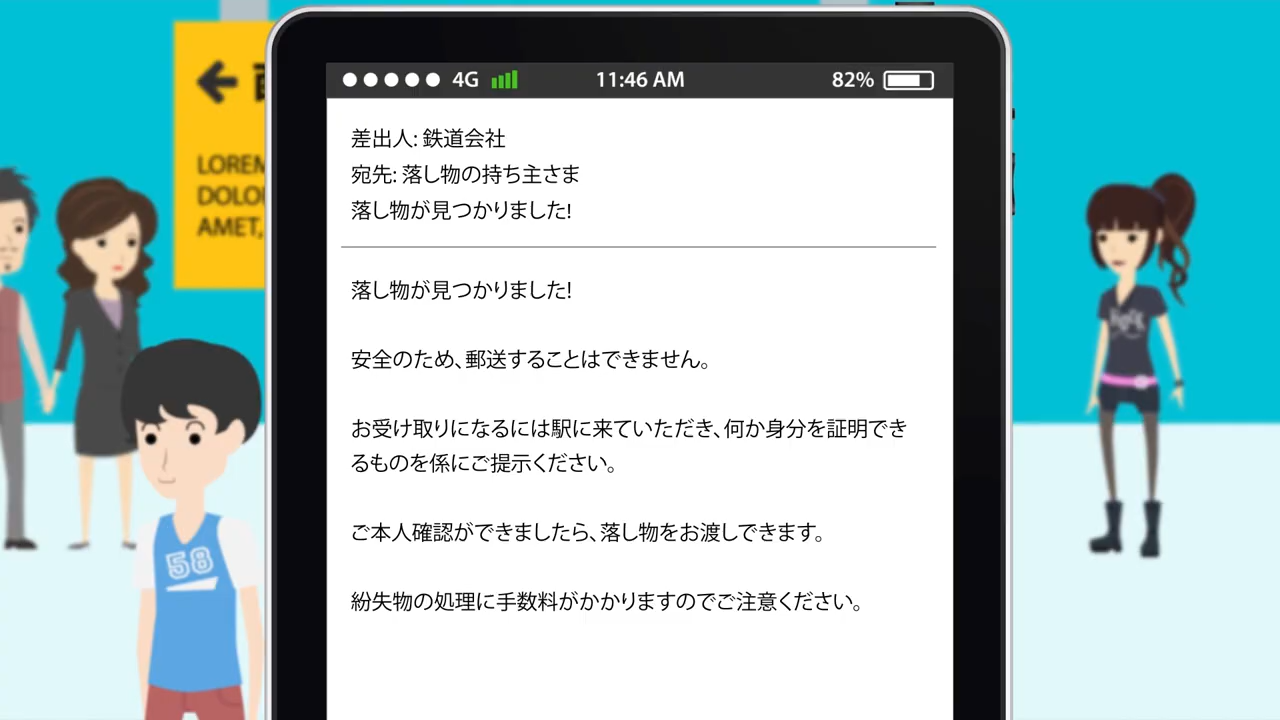 4G 11:46 AM 82%
差出人: 鉄道会社
宛先: 落し物の持ち主さま
落し物が見つかりました!
落し物が見つかりました!
安全のため、郵送することはできません。
お受け取りになるには駅に来ていただき、何か身分を証明でき
るものを係にご提示ください。
ご本人確認ができましたら、落し物をお渡しできます。
紛失物の処理に手数料がかかりますのでご注意ください。
LOREM
DOLO
AMET,
58